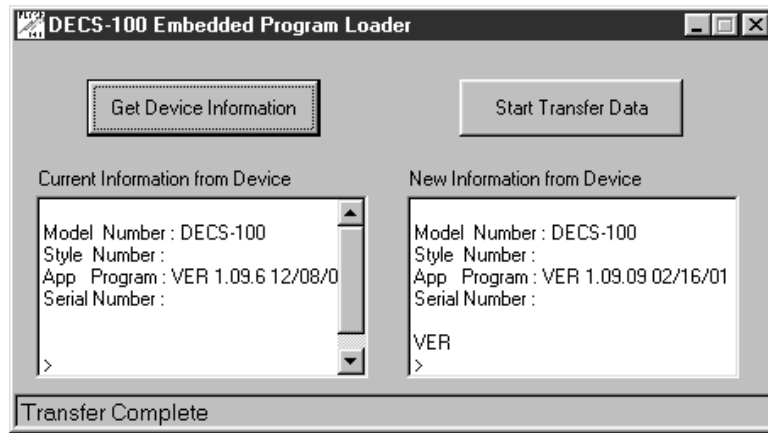 DECS-100 Embedded Program Loader
Get Device Information
Start Transfer Data
Current Information from Device
Model Number : DECS-100
Style Number :
App Program : VER 1.09.6 12/08/0
Serial Number :
>
New Information from Device
Model Number : DECS-100
Style Number :
App Program : VER 1.09.09 02/16/01
Serial Number :
VER
>
Transfer Complete